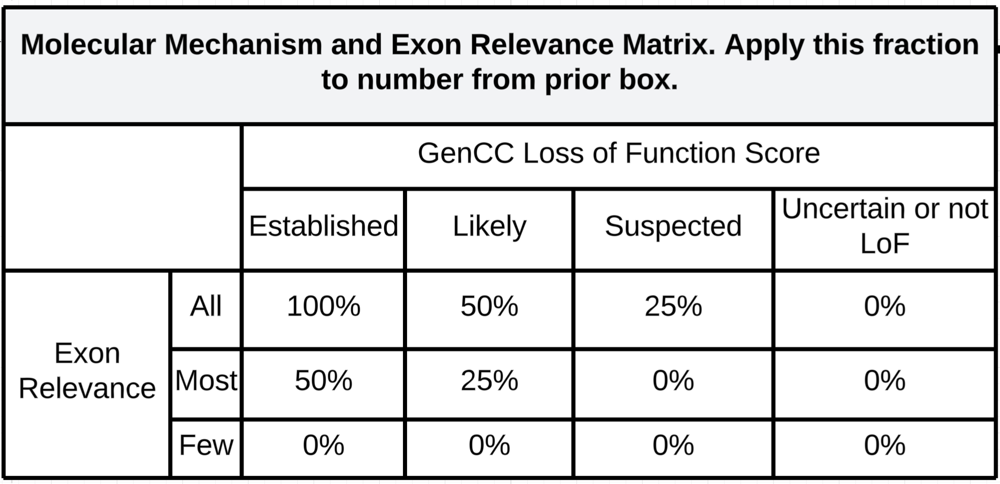 Molecular Mechanism and Exon Relevance Matrix. Apply this fraction
to number from prior box.
GenCC Loss of Function Score
Established Likely Suspected Uncertain or not
LoF
Exon
Relevance
All 100% 50% 25% 0%
Most 50% 25% 0% 0%
Few 0% 0% 0% 0%